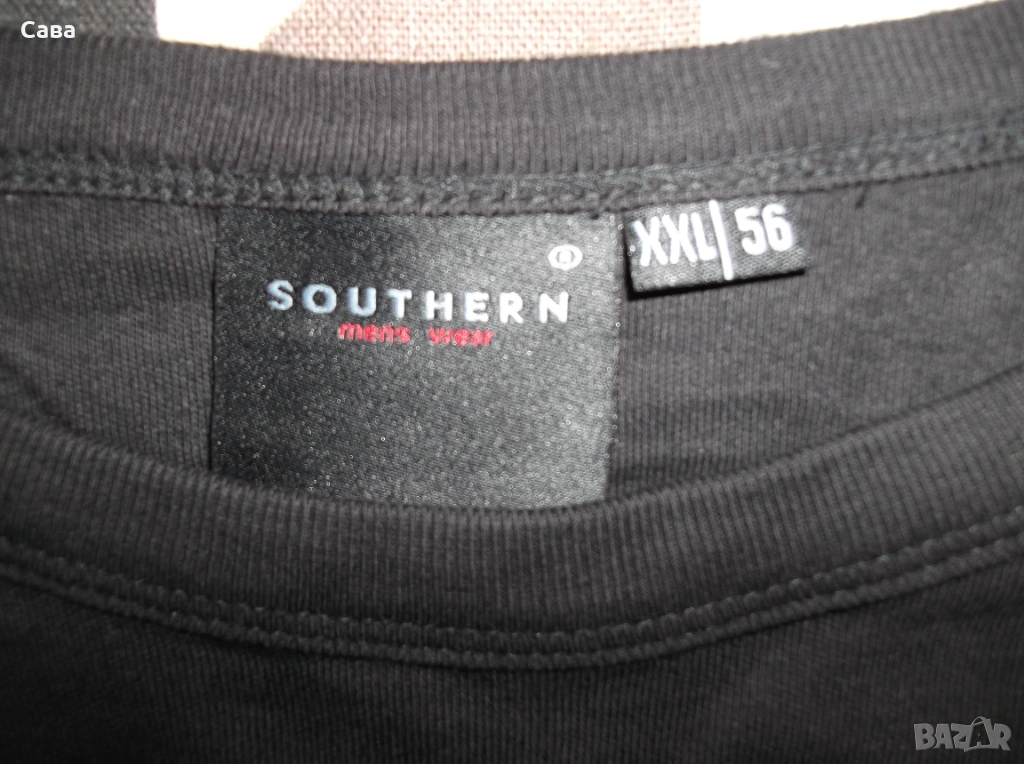 Сава
XXL|56
SOUTHERN
mens wear
BAZAR